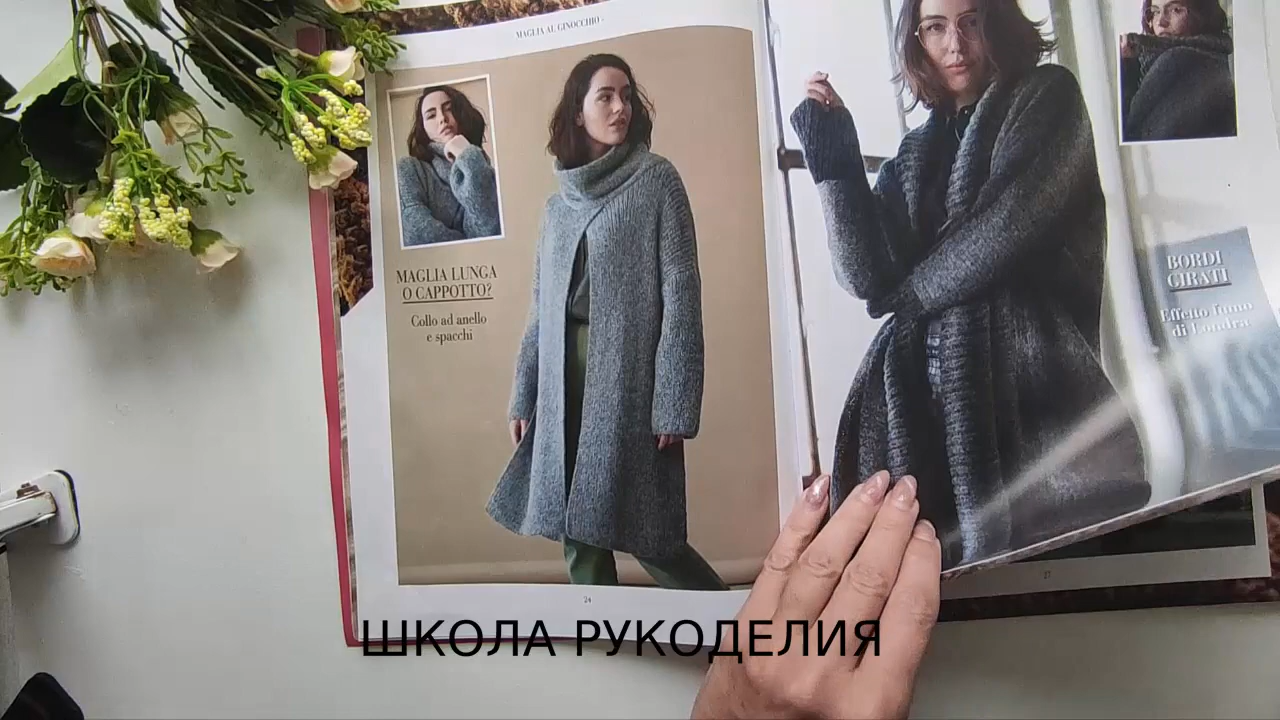 MAGLIA AL GINOCCHIO
MAGLIA LUNGA
O CAPPOTTO?
Collo ad anello
e spacchi
24
BORDI
GIRATI
Effetto fumo
di Londra
27
ШКОЛА РУКОДЕЛИЯ